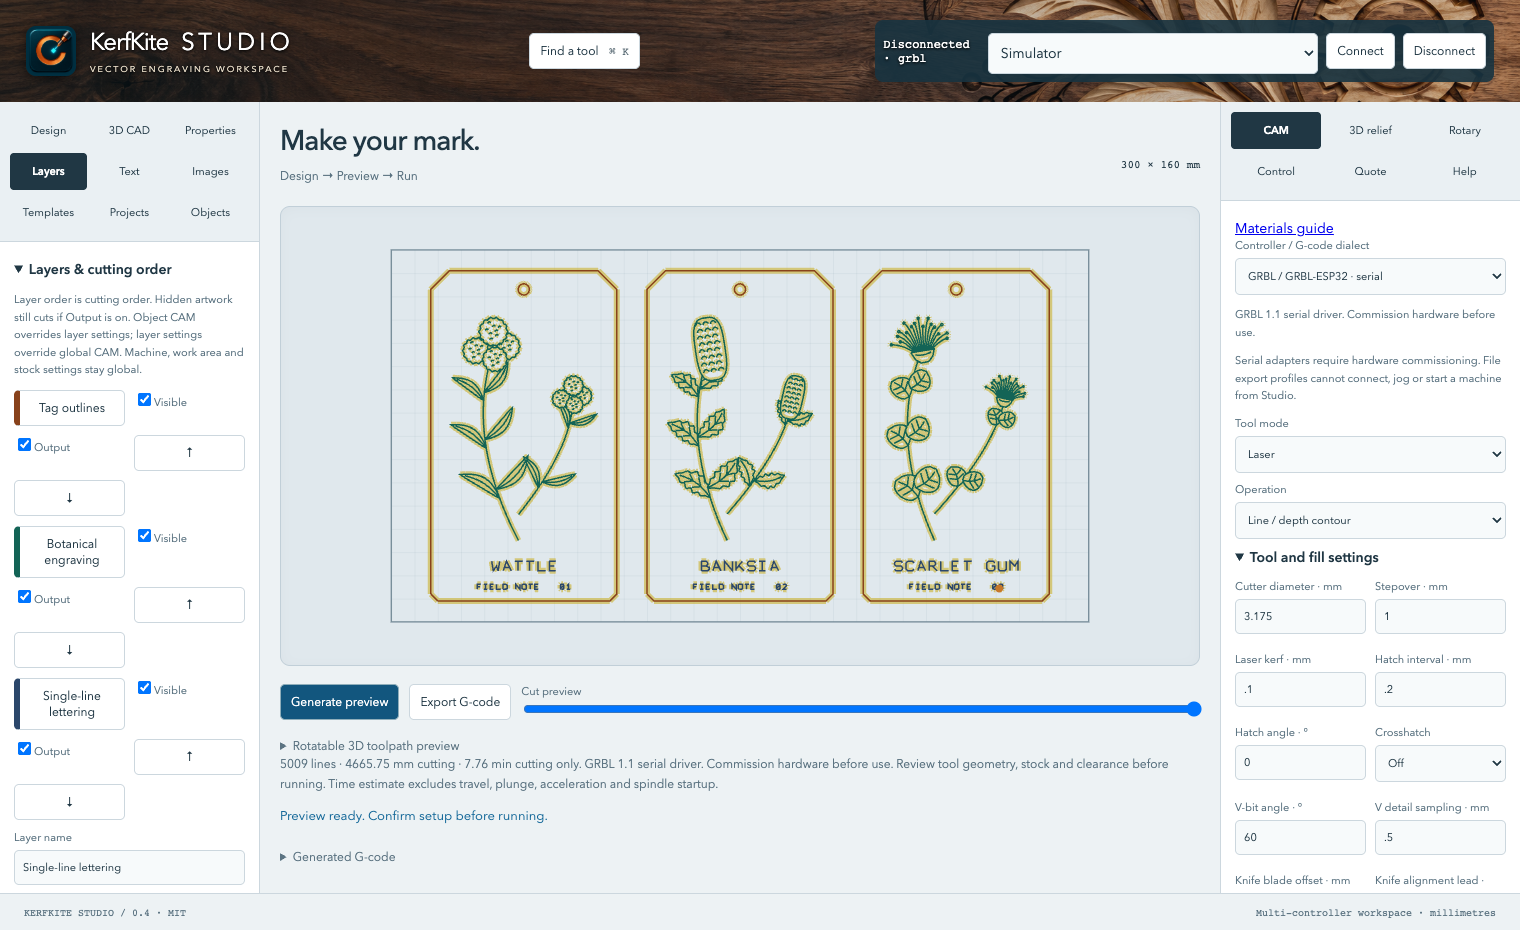 KerfKite STUDIO
VECTOR ENGRAVING WORKSPACE
Find a tool ⌘ K
Disconnected
· grbl
Simulator
Connect
Disconnect
Design
3D CAD
Properties
Layers
Text
Images
Templates
Projects
Objects
▼ Layers & cutting order
Layer order is cutting order. Hidden artwork
still cuts if Output is on. Object CAM
overrides layer settings; layer settings
override global CAM. Machine, work area and
stock settings stay global.
Tag outlines
Visible
Output
↑
↓
Botanical
engraving
Visible
Output
↑
↓
Single-line
lettering
Visible
Output
↑
↓
Layer name
Single-line lettering
Make your mark.
Design → Preview → Run
300 × 160 mm
WATTLE
FIELD NOTE 01
BANKSIA
FIELD NOTE 02
SCARLET GUM
FIELD NOTE
Generate preview
Export G-code
Cut preview
▶ Rotatable 3D toolpath preview
5009 lines · 4665.75 mm cutting · 7.76 min cutting only. GRBL 1.1 serial driver. Commission hardware before use. Review tool geometry, stock and clearance before
running. Time estimate excludes travel, plunge, acceleration and spindle startup.
Preview ready. Confirm setup before running.
▶ Generated G-code
CAM
3D relief
Rotary
Control
Quote
Help
Materials guide
Controller / G-code dialect
GRBL / GRBL-ESP32 · serial
GRBL 1.1 serial driver. Commission hardware before
use.
Serial adapters require hardware commissioning. File
export profiles cannot connect, jog or start a machine
from Studio.
Tool mode
Laser
Operation
Line / depth contour
▼ Tool and fill settings
Cutter diameter · mm
Stepover · mm
3.175
1
Laser kerf · mm
Hatch interval · mm
.1
.2
Hatch angle · °
Crosshatch
0
Off
V-bit angle · °
V detail sampling · mm
60
.5
Knife blade offset · mm
Knife alignment lead ·
KERFKITE STUDIO / 0.4 · MIT
Multi-controller workspace · millimetres